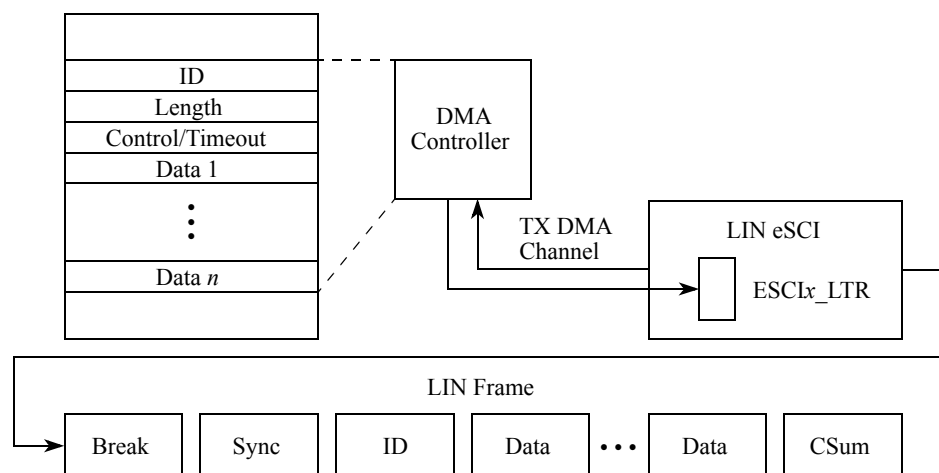 ID
Length
Control/Timeout
Data 1
Data n
DMA
Controller
TX DMA
Channel
LIN eSCI
ESCIx_LTR
LIN Frame
Break
Sync
ID
Data
Data
CSum